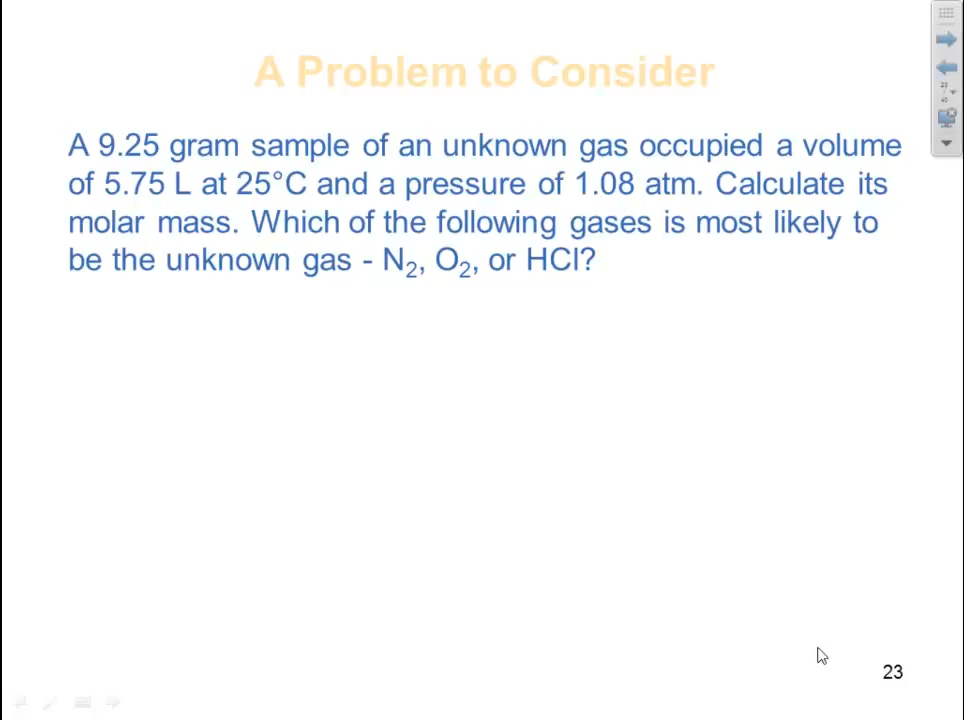 A Problem to Consider
A 9.25 gram sample of an unknown gas occupied a volume
of 5.75 L at 25°C and a pressure of 1.08 atm. Calculate its
molar mass. Which of the following gases is most likely to
be the unknown gas - N₂, O₂, or HCl?
23